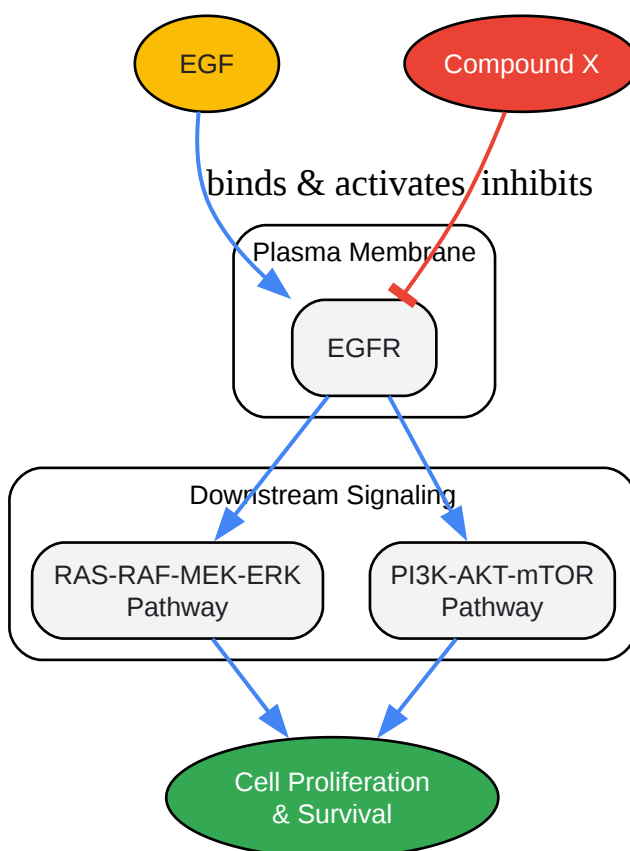 EGF
Compound X
binds & activates
inhibits
Plasma Membrane
EGFR
Downstream Signaling
RAS-RAF-MEK-ERK
Pathway
PI3K-AKT-mTOR
Pathway
Cell Proliferation
& Survival